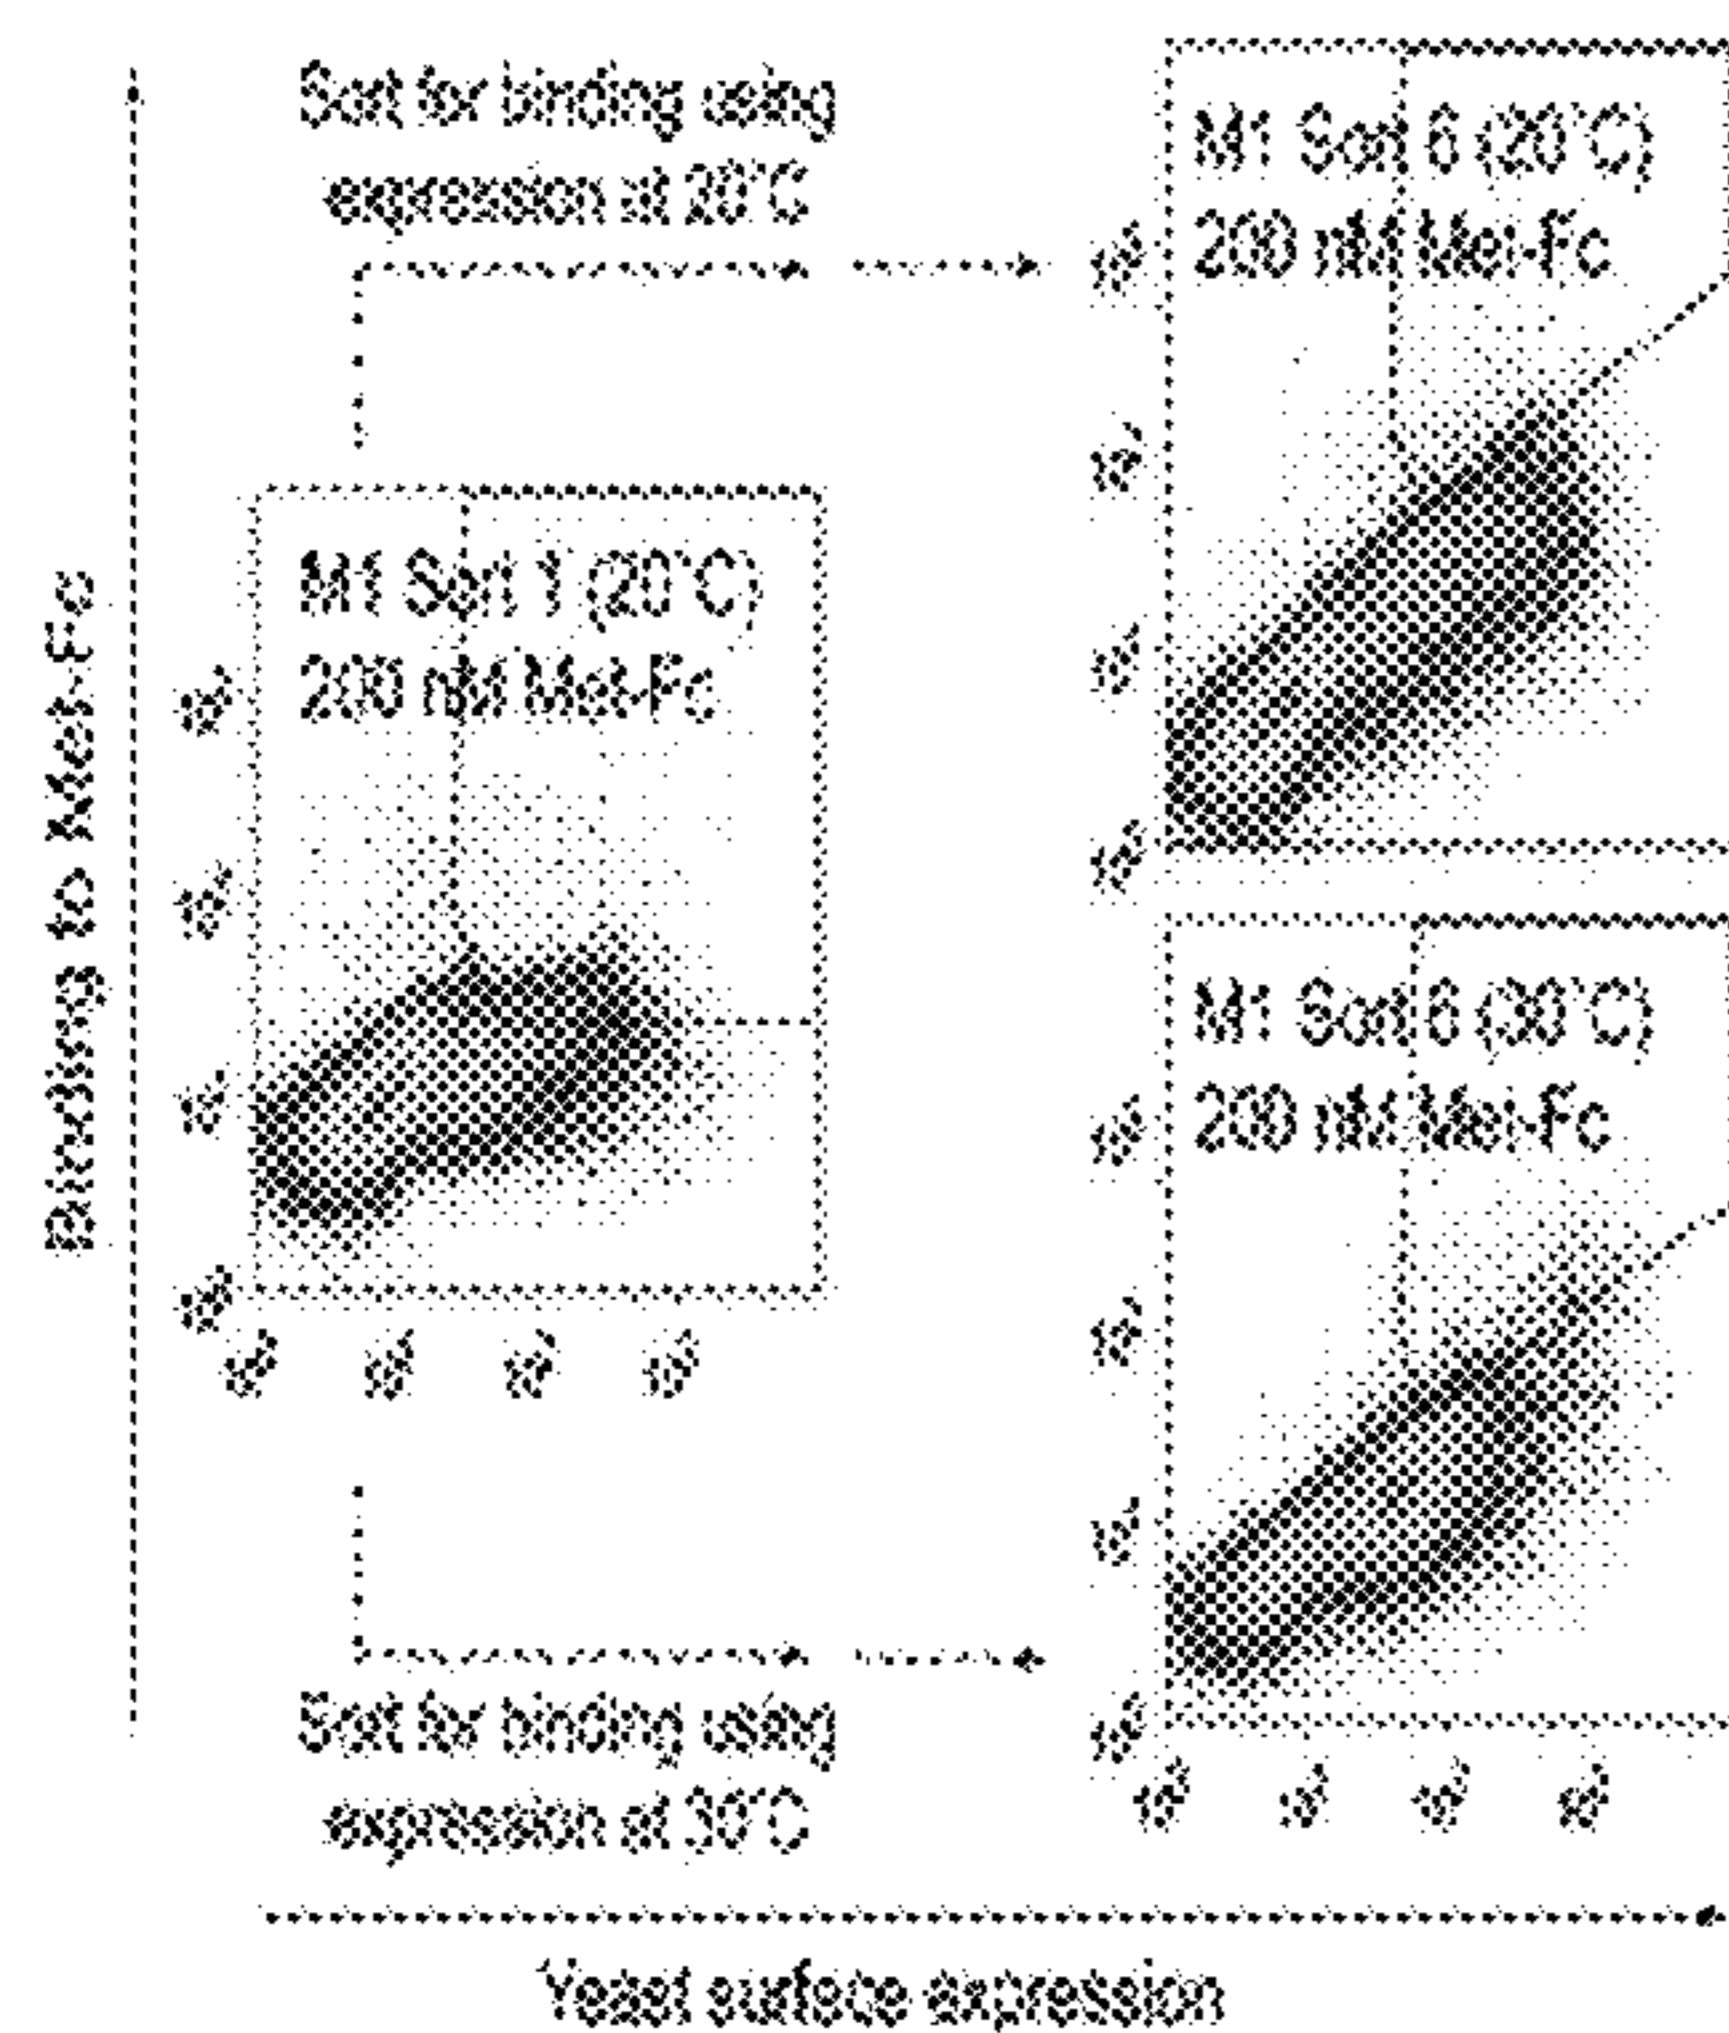 Sort for binding using
expression at 20°C
M1 Sort 1 (20°C)
200 nM Met-Fc
M1 Sort 6 (20°C)
200 nM Met-Fc
M1 Sort 6 (30°C)
200 nM Met-Fc
Binding to Met-Fc
Sort for binding using
expression at 30°C
Yeast surface expression